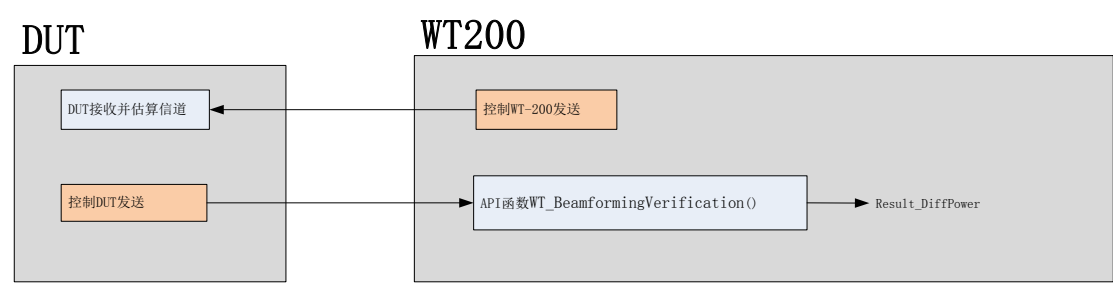 DUT
WT200
DUT接收并估算信道
控制WT-200发送
控制DUT发送
API函数WT_BeamformingVerification()
Result_DiffPower